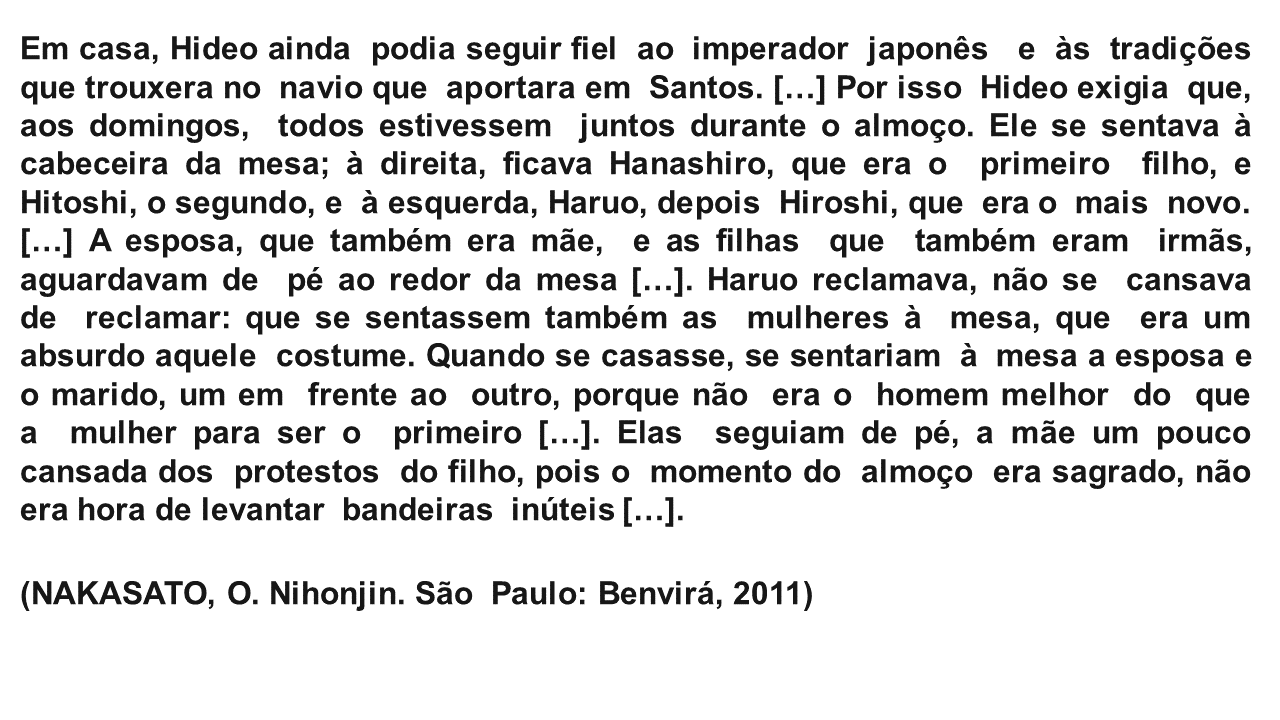 Em casa, Hideo ainda podia seguir fiel ao imperador japonês e às tradições
que trouxera no navio que aportara em Santos. […] Por isso Hideo exigia que,
aos domingos, todos estivessem juntos durante o almoço. Ele se sentava à
cabeceira da mesa; à direita, ficava Hanashiro, que era o primeiro filho, e
Hitoshi, o segundo, e à esquerda, Haruo, depois Hiroshi, que era o mais novo.
[…] A esposa, que também era mãe, e as filhas que também eram irmãs,
aguardavam de pé ao redor da mesa […]. Haruo reclamava, não se cansava
de reclamar: que se sentassem também as mulheres à mesa, que era um
absurdo aquele costume. Quando se casasse, se sentariam à mesa a esposa e
o marido, um em frente ao outro, porque não era o homem melhor do que
a mulher para ser o primeiro […]. Elas seguiam de pé, a mãe um pouco
cansada dos protestos do filho, pois o momento do almoço era sagrado, não
era hora de levantar bandeiras inúteis […].
(NAKASATO, O. Nihonjin. São Paulo: Benvirá, 2011)